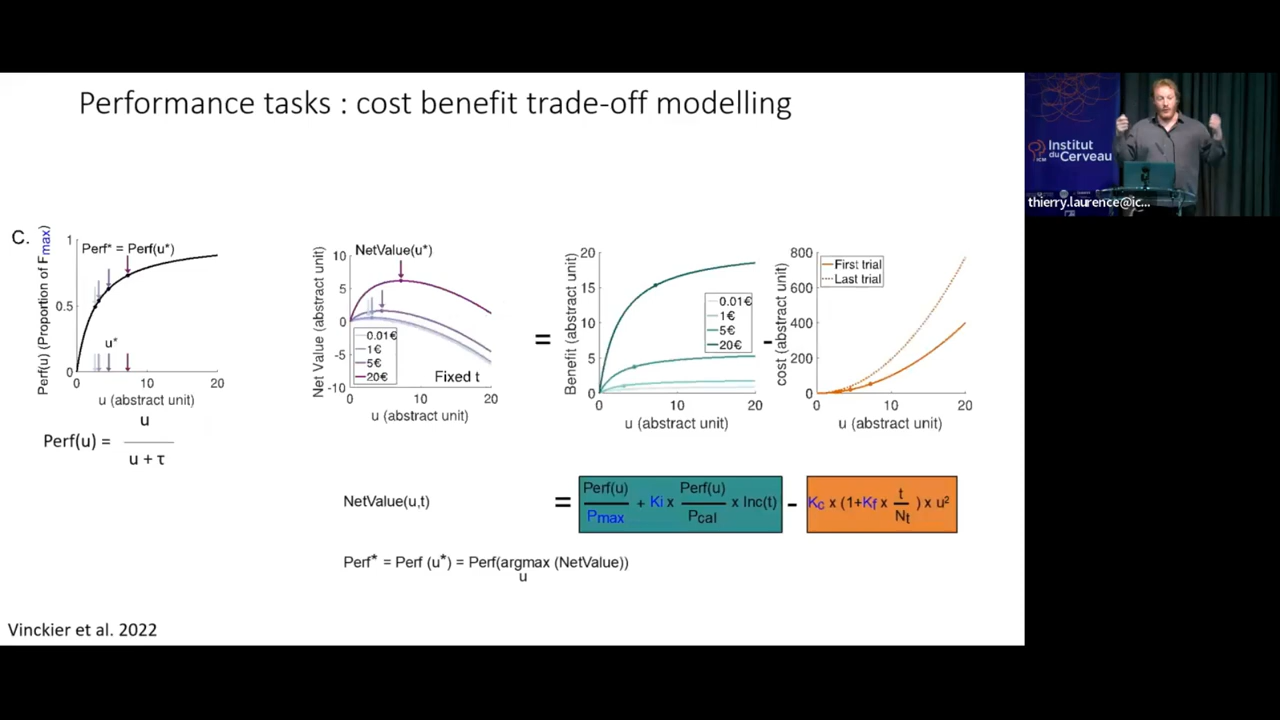 Performance tasks : cost benefit trade-off modelling
Institut
du Cerveau
ICM
thierry.laurence@ic...
C.
Perf(u) (Proportion of Fmax)
1
0.5
0
Perf* = Perf(u*)
u*
0 10 20
u (abstract unit)
Perf(u) = u / u + τ
Net Value (abstract unit)
10
5
0
-5
-10
NetValue(u*)
0.01€
1€
5€
20€
Fixed t
0 10 20
u (abstract unit)
=
Benefit (abstract unit)
20
15
10
5
0
0.01€
1€
5€
20€
0 10 20
u (abstract unit)
-
cost (abstract unit)
800
600
400
200
0
First trial
Last trial
0 10 20
u (abstract unit)
NetValue(u,t) = Perf(u) / Pmax + Ki x Perf(u) / Pcal x Inc(t) - Kc x (1+Kf x t / Nt ) x u²
Perf* = Perf (u*) = Perf(argmax (NetValue))
u
Vinckier et al. 2022